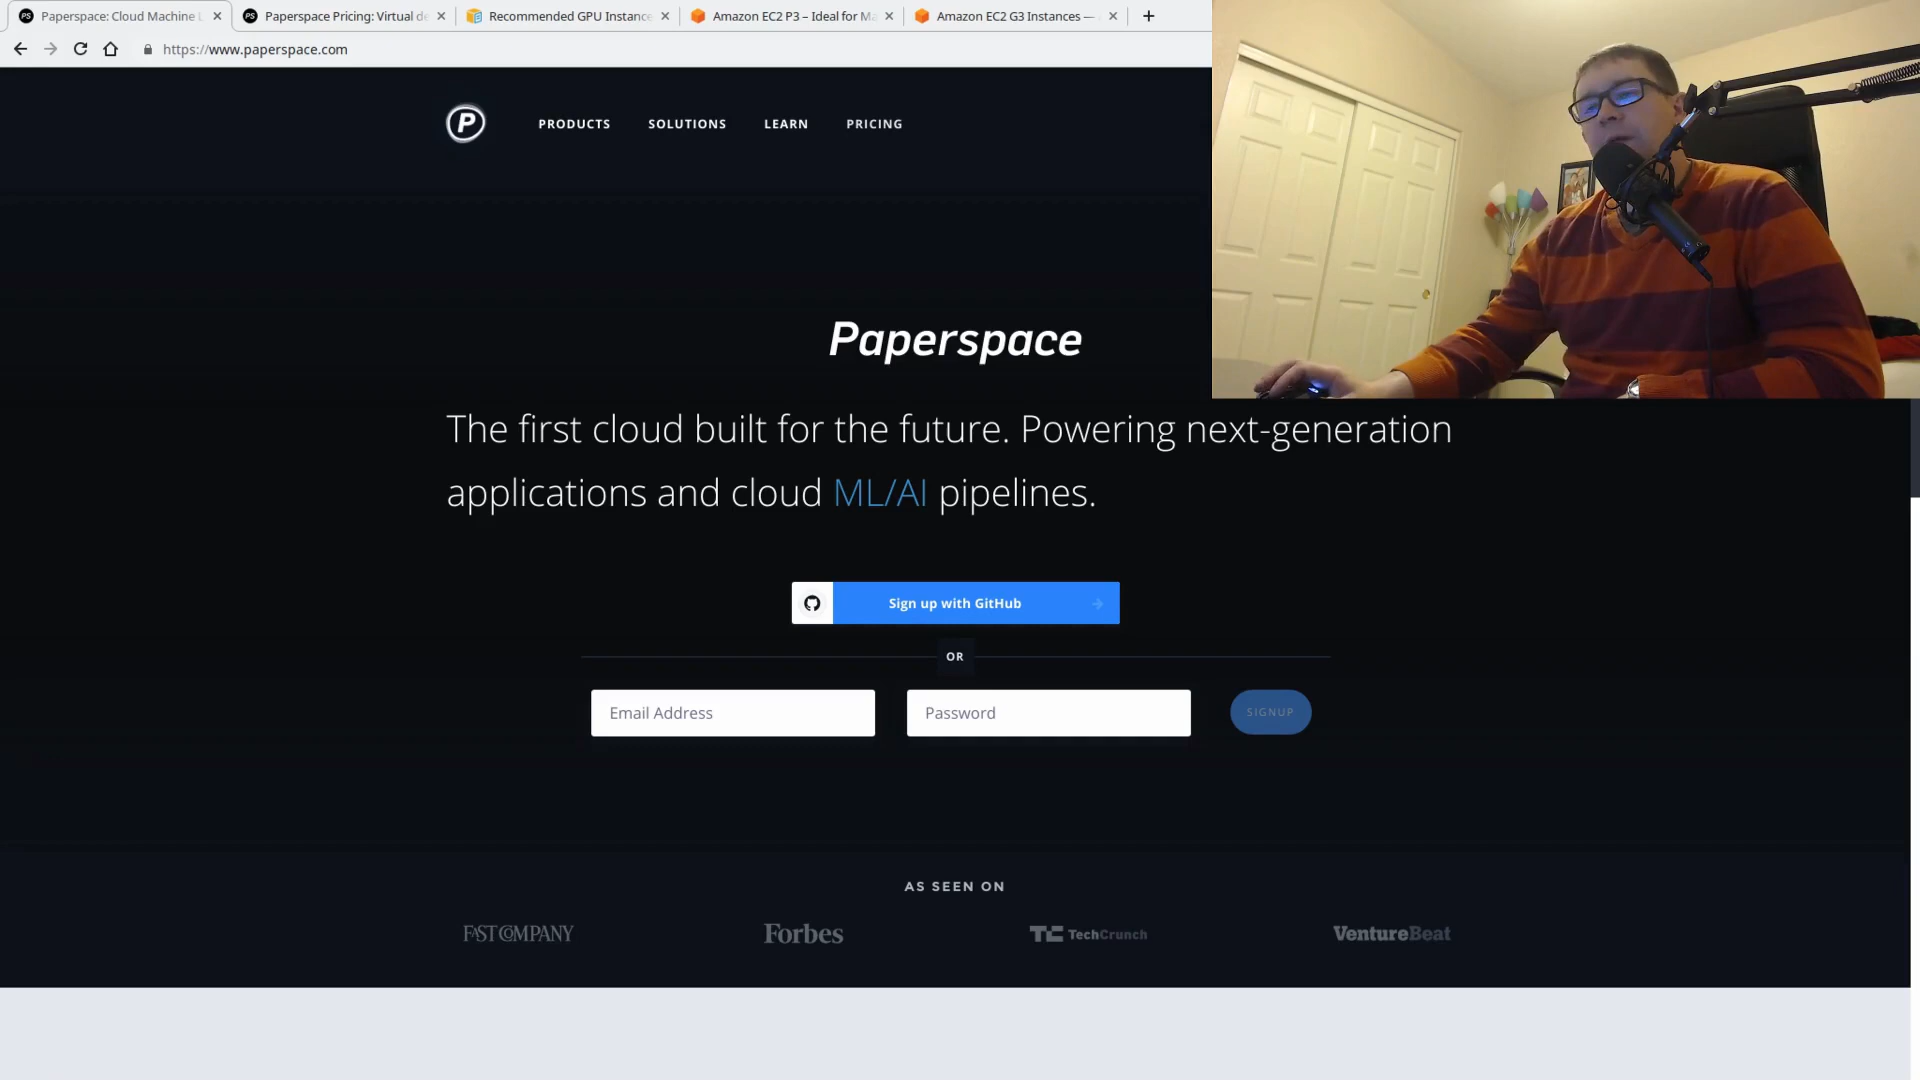 Paperspace: Cloud Machine L
Paperspace Pricing: Virtual de
Recommended GPU Instance
Amazon EC2 P3 – Ideal for Ma
Amazon EC2 G3 Instances —
https://www.paperspace.com
P
PRODUCTS
SOLUTIONS
LEARN
PRICING
Paperspace
The first cloud built for the future. Powering next-generation
applications and cloud ML/AI pipelines.
Sign up with GitHub
OR
Email Address
Password
SIGNUP
AS SEEN ON
FAST COMPANY
Forbes
TC TechCrunch
VentureBeat